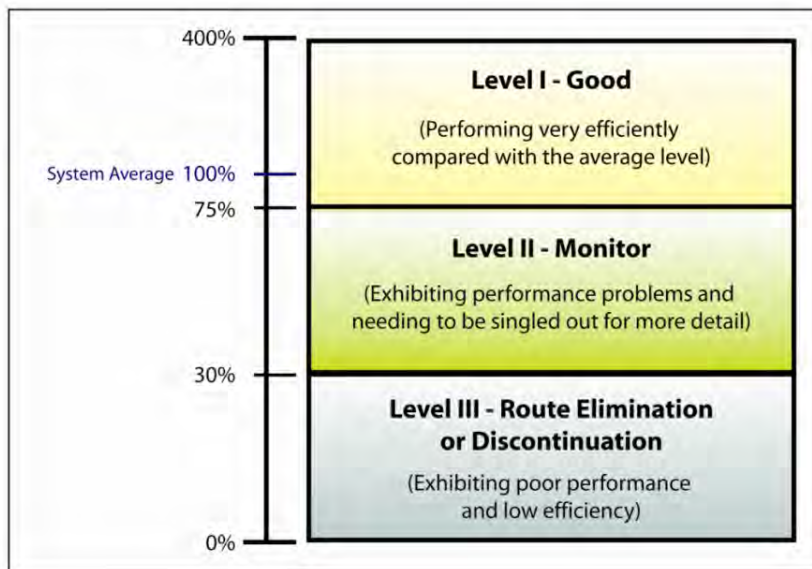 400%
Level I - Good
(Performing very efficiently
compared with the average level)
System Average 100%
75%
Level II - Monitor
(Exhibiting performance problems and
needing to be singled out for more detail)
30%
Level III - Route Elimination
or Discontinuation
(Exhibiting poor performance
and low efficiency)
0%